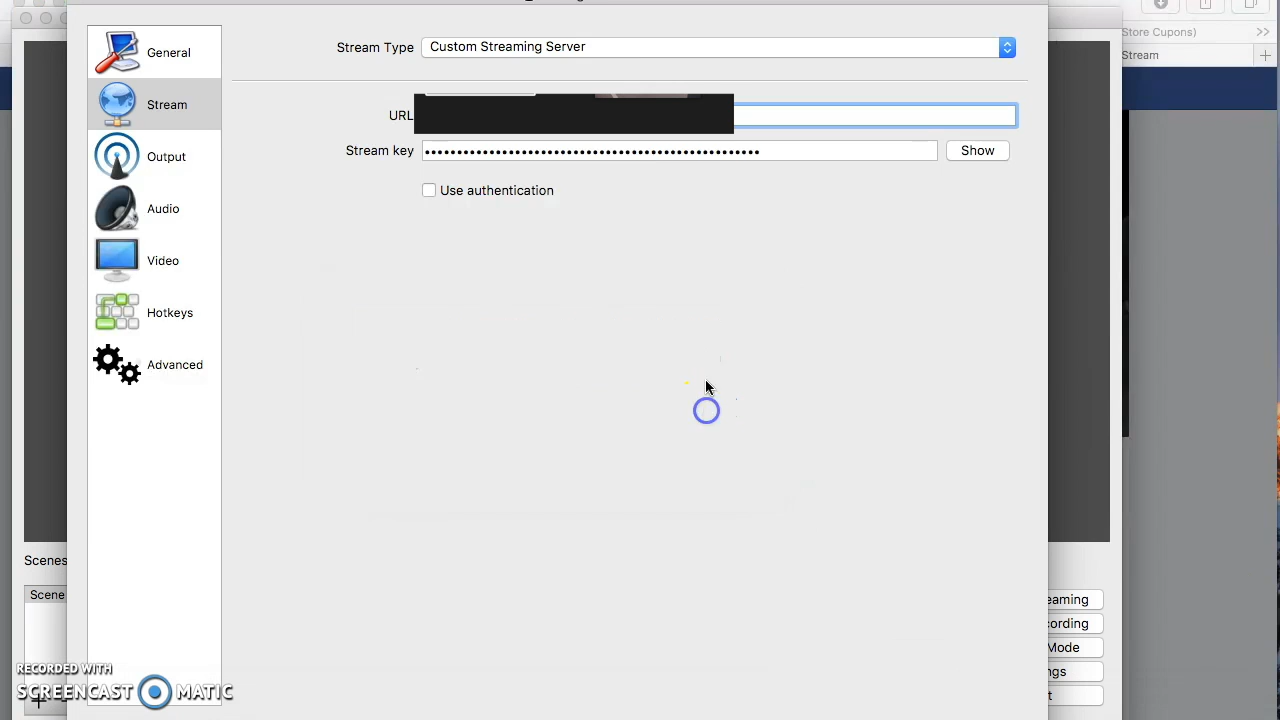 Store Cupons)
>>
Stream
+
General
Stream
Output
Audio
Video
Hotkeys
Advanced
Stream Type Custom Streaming Server
URL
Stream key •••••••••••••••••••••••••••••••••••••••••••••••••••• Show
Use authentication
Scenes
Scene
eaming
cording
Mode
ngs
t
RECORDED WITH
SCREENCAST MATIC
+